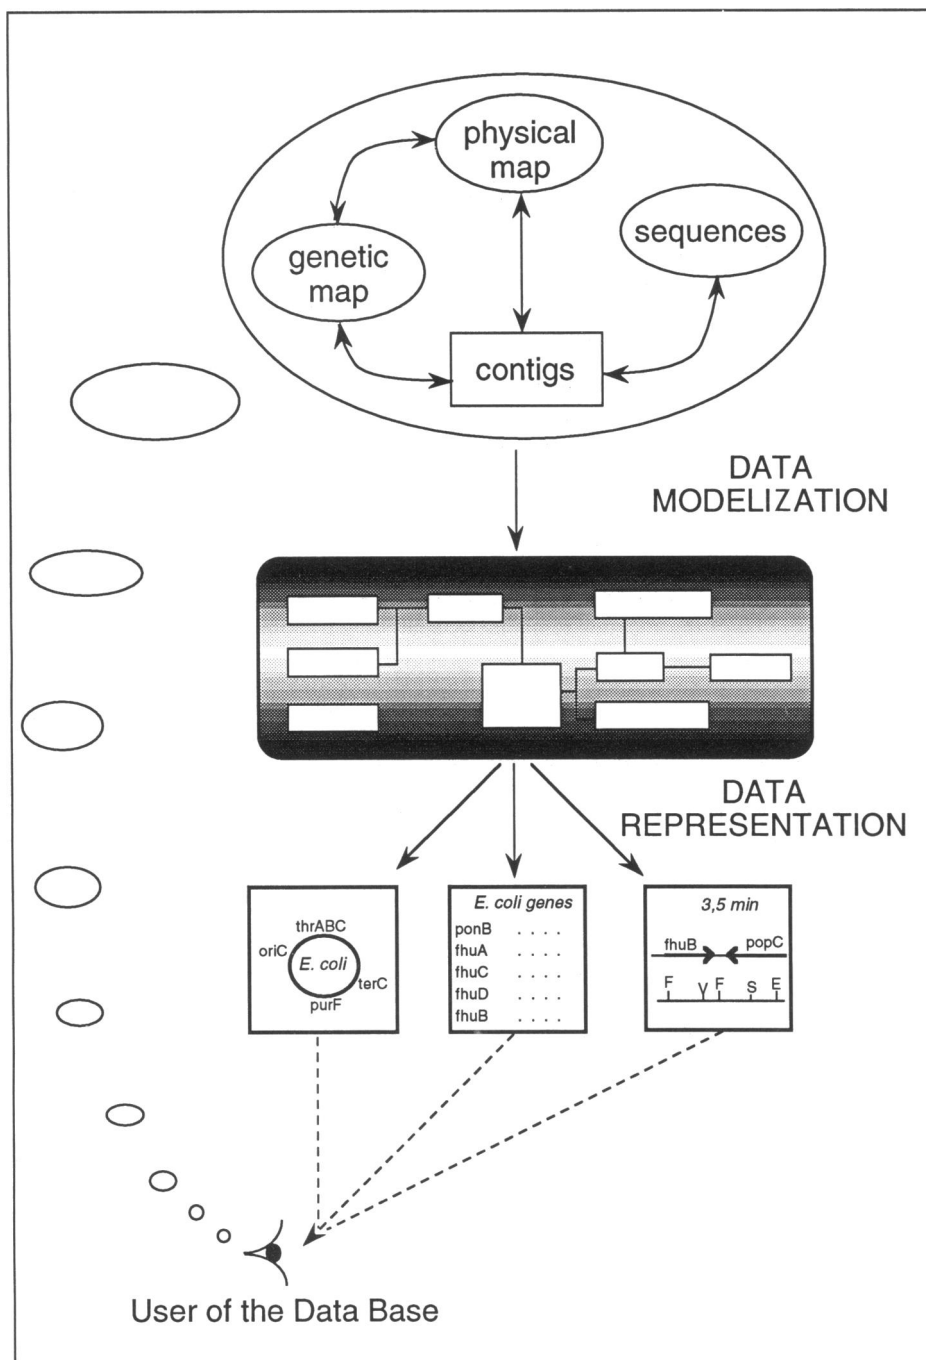 physical
map
sequences
genetic
map
contigs
DATA
MODELIZATION
DATA
REPRESENTATION
thrABC
oriC
E. coli
terC
purF
E. coli genes
ponB . . . .
fhuA . . . .
fhuC . . . .
fhuD . . . .
fhuB . . . .
3,5 min
fhuB popC
F V F S E
User of the Data Base